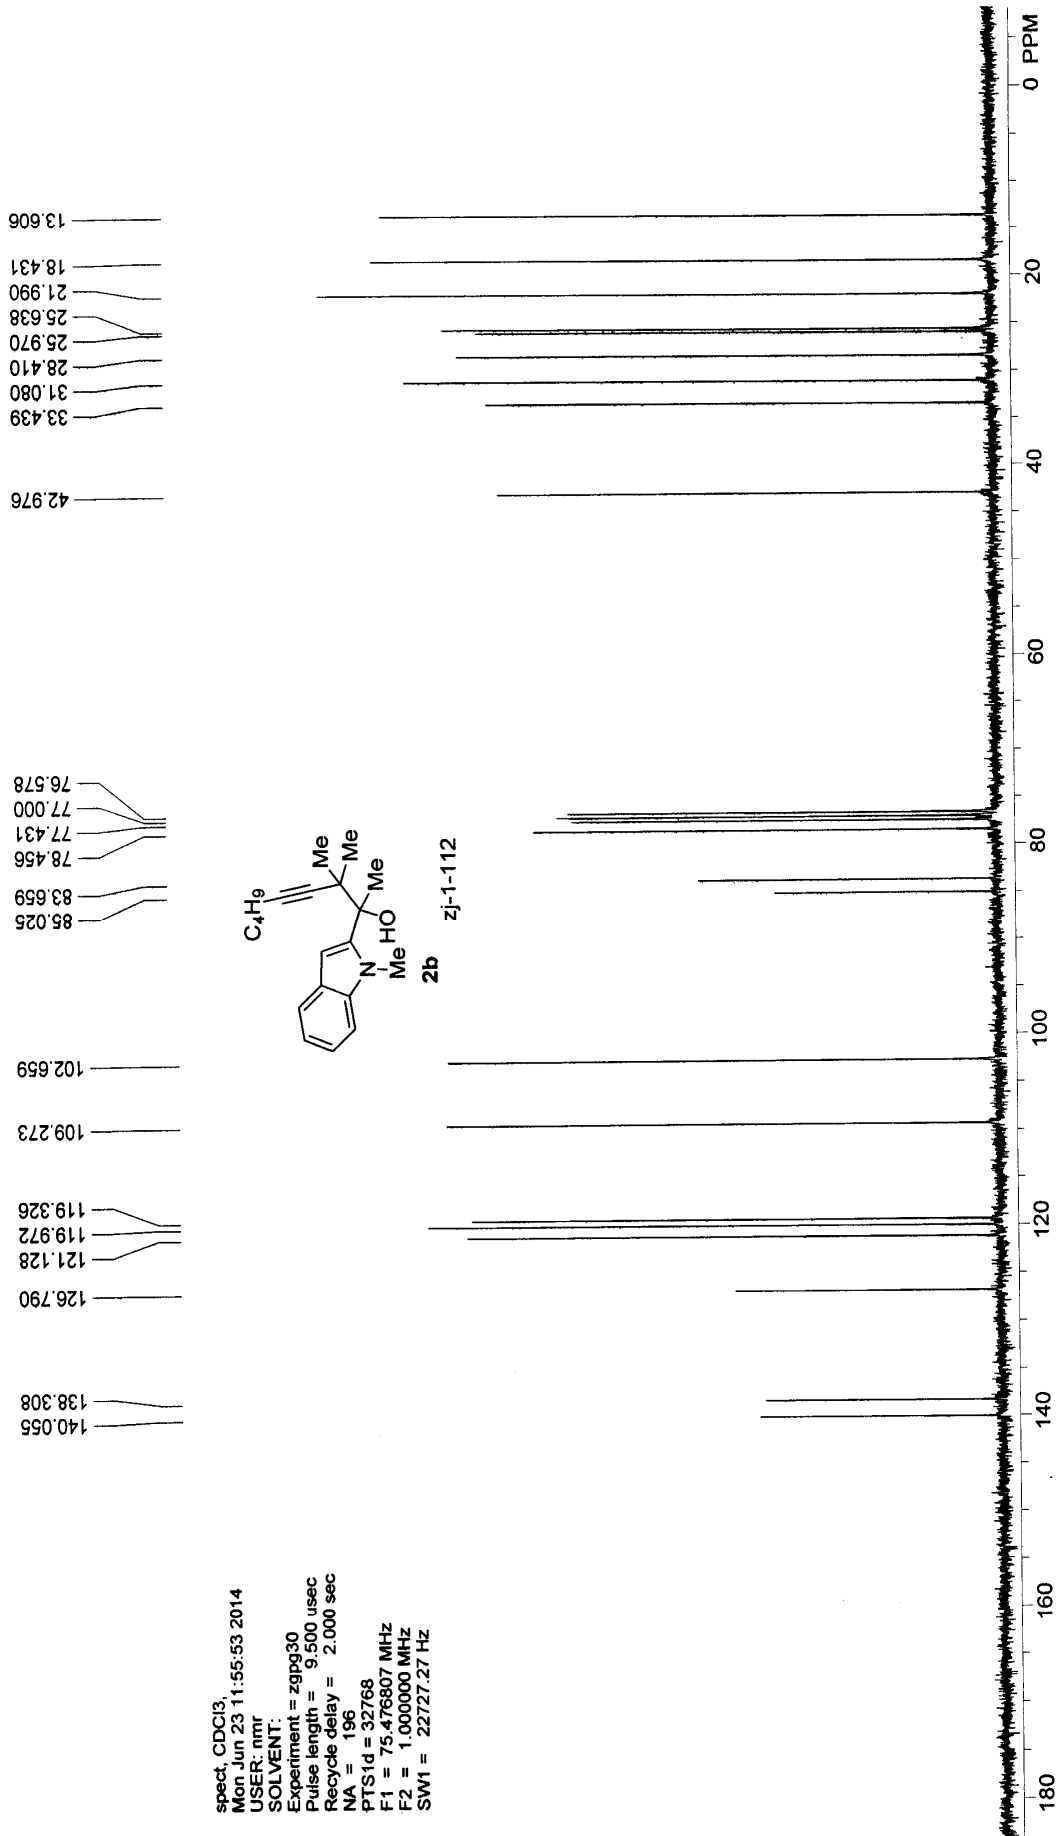 spect, CDCl3,
Mon Jun 23 11:55:53 2014
USER: nmr
SOLVENT:
Experiment = zgpg30
Pulse length = 9.500 usec
Recycle delay = 2.000 sec
NA = 196
PTS1d = 32768
F1 = 75.476807 MHz
F2 = 1.000000 MHz
SW1 = 22727.27 Hz
140.055
138.308
126.790
121.128
119.972
119.326
109.273
102.659
85.025
83.659
78.456
77.431
77.000
76.578
42.976
33.439
31.080
28.410
25.970
25.638
21.990
18.431
13.606
C4H9
Me
Me
Me
HO
N
Me
2b
zj-1-112
180 160 140 120 100 80 60 40 20 0 PPM